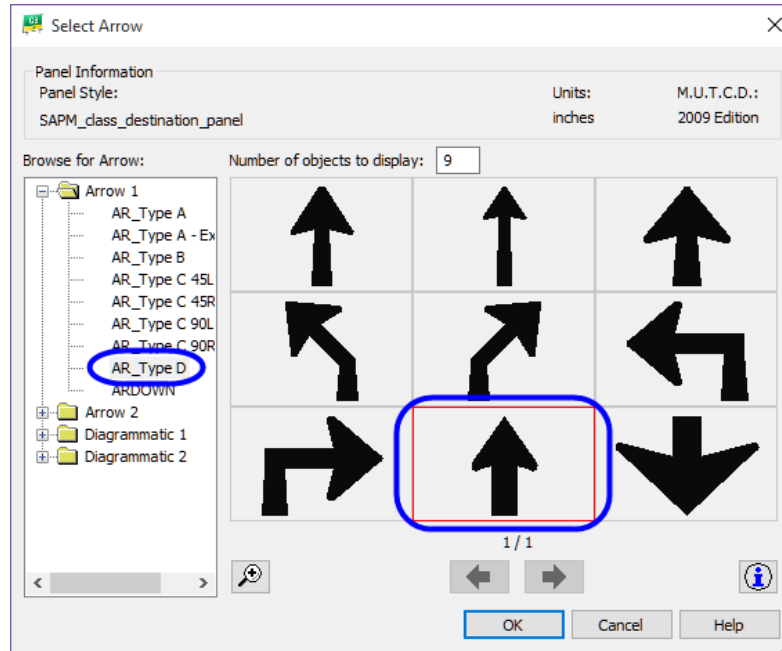 Select Arrow
Panel Information
Panel Style: Units: M.U.T.C.D.:
SAPM_class_destination_panel inches 2009 Edition
Browse for Arrow: Number of objects to display: 9
Arrow 1
AR_Type A
AR_Type A - Ex
AR_Type B
AR_Type C 45L
AR_Type C 45R
AR_Type C 90L
AR_Type C 90R
AR_Type D
ARDOWN
Arrow 2
Diagrammatic 1
Diagrammatic 2
1 / 1
OK Cancel Help